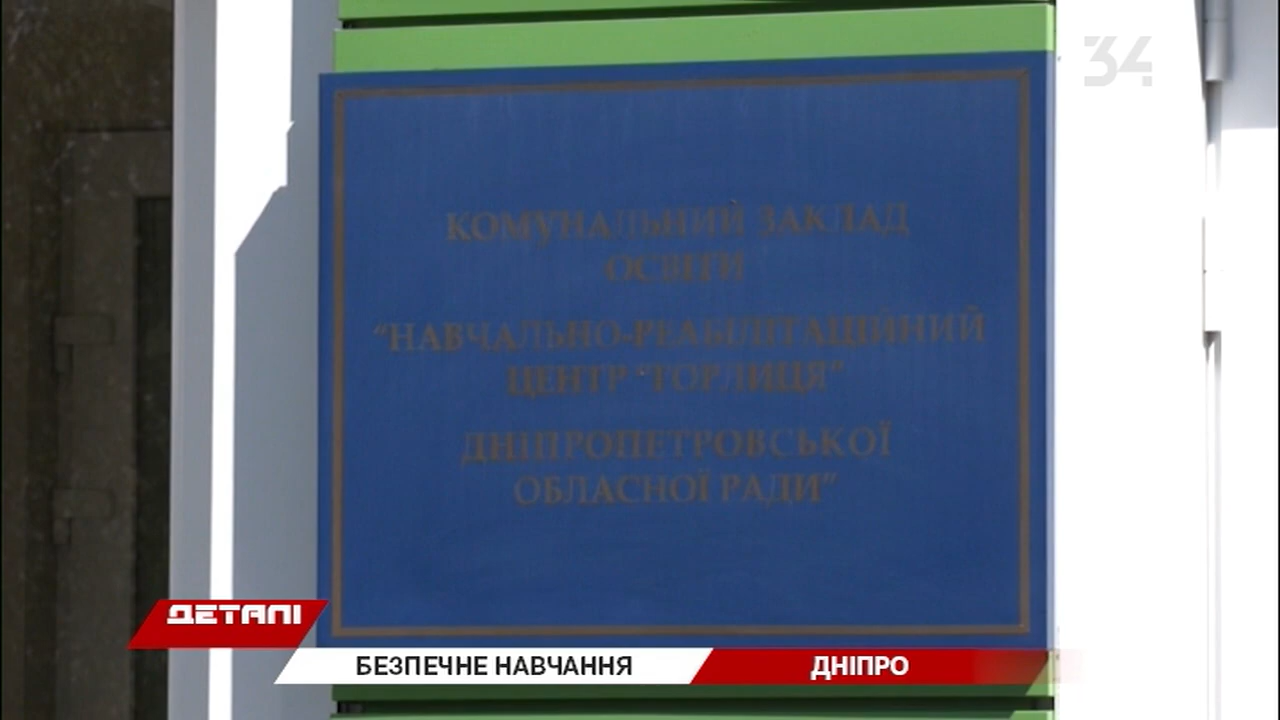 34
КОМУНАЛЬНИЙ ЗАКЛАД
ОСВІТИ
“НАВЧАЛЬНО-РЕАБІЛІТАЦІЙНИЙ
ЦЕНТР “ГОРЛИЦЯ”
ДНІПРОПЕТРОВСЬКОЇ
ОБЛАСНОЇ РАДИ”
ДЕТАЛІ
БЕЗПЕЧНЕ НАВЧАННЯ
ДНІПРО